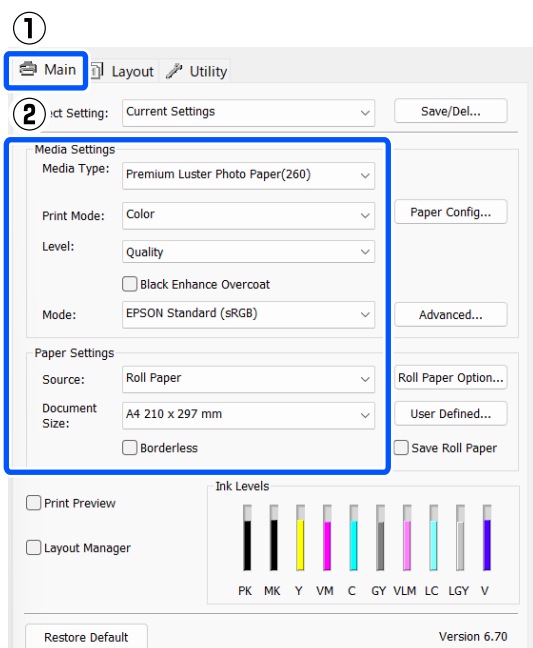 ①
Main Layout Utility
②
ect Setting: Current Settings Save/Del...
Media Settings
Media Type: Premium Luster Photo Paper(260)
Print Mode: Color Paper Config...
Level: Quality
Black Enhance Overcoat
Mode: EPSON Standard (sRGB) Advanced...
Paper Settings
Source: Roll Paper Roll Paper Option...
Document
Size: A4 210 x 297 mm User Defined...
Borderless Save Roll Paper
Ink Levels
Print Preview
Layout Manager
PK MK Y VM C GY VLM LC LGY V
Restore Default Version 6.70